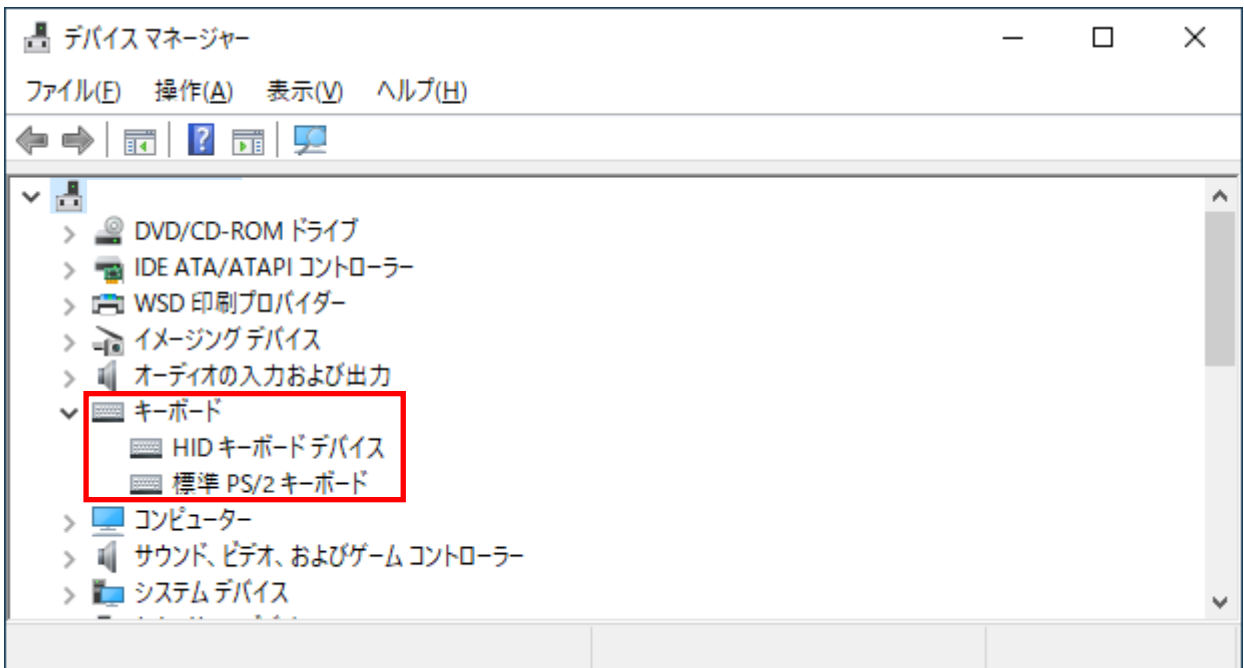 デバイス マネージャー
ファイル(F) 操作(A) 表示(V) ヘルプ(H)
DVD/CD-ROM ドライブ
IDE ATA/ATAPI コントローラー
WSD 印刷プロバイダー
イメージング デバイス
オーディオの入力および出力
キーボード
HID キーボード デバイス
標準 PS/2 キーボード
コンピューター
サウンド、ビデオ、およびゲーム コントローラー
システム デバイス